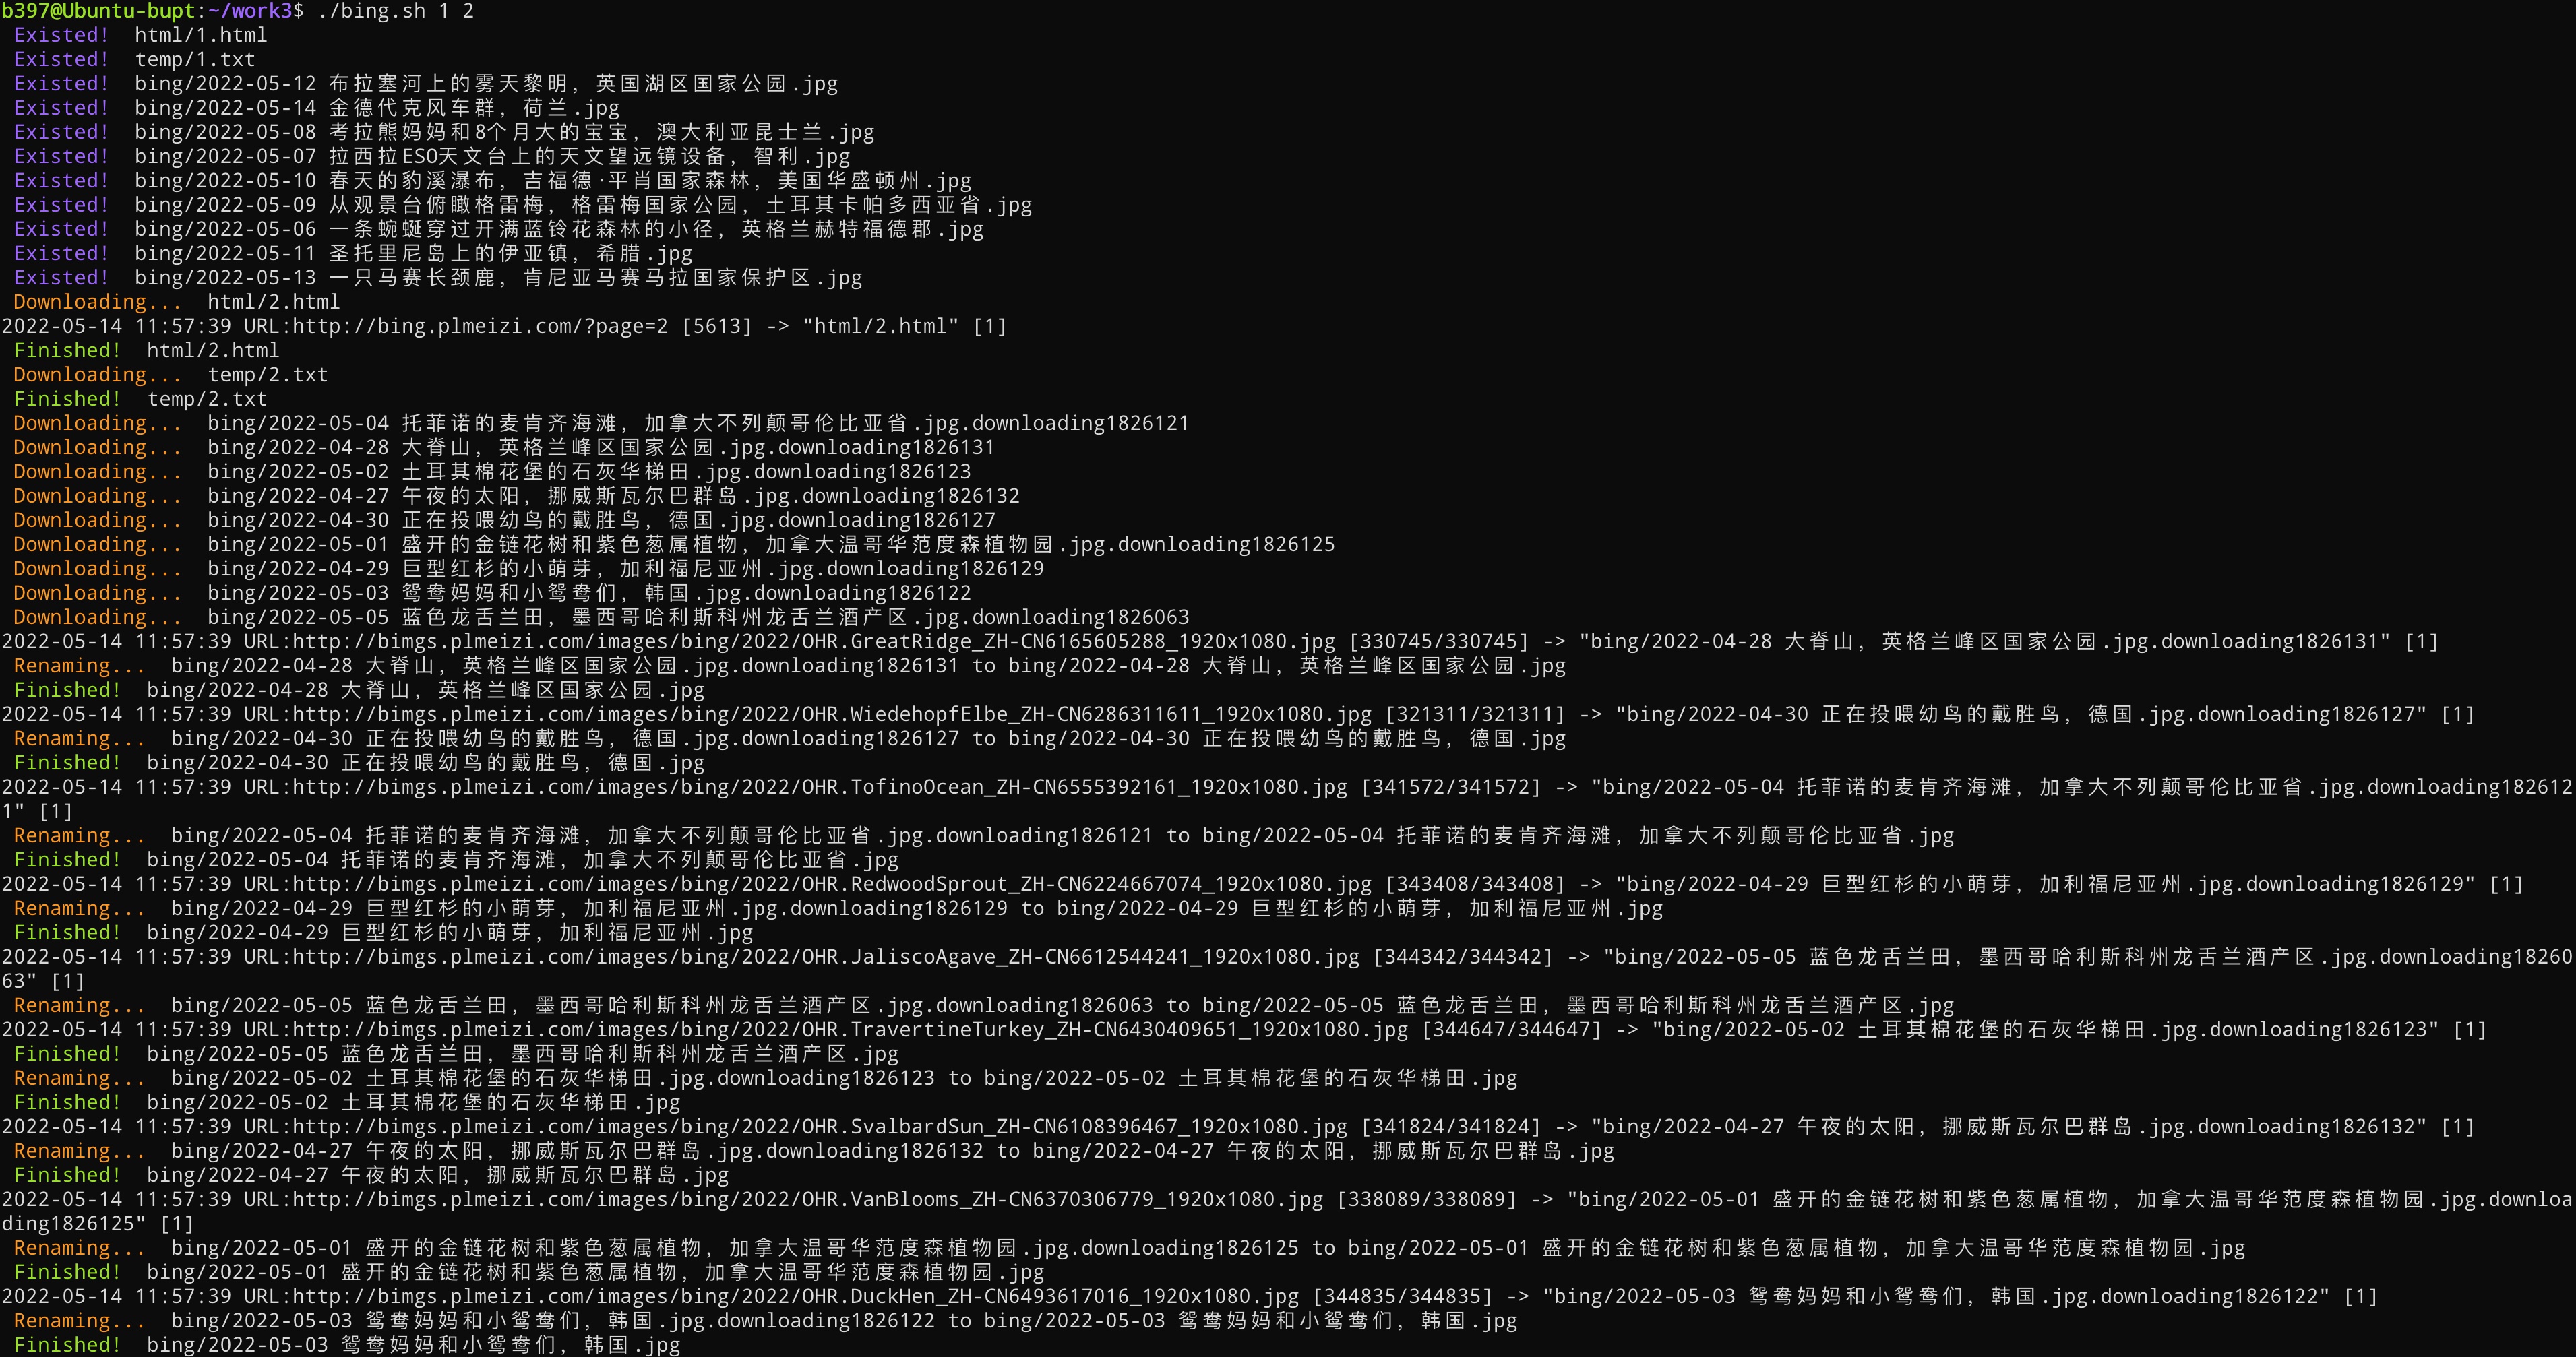 b397@Ubuntu-bupt:~/work3$ ./bing.sh 1 2
Existed!  html/1.html
Existed!  temp/1.txt
Existed!  bing/2022-05-12 布拉塞河上的雾天黎明，英国湖区国家公园.jpg
Existed!  bing/2022-05-14 金德代克风车群，荷兰.jpg
Existed!  bing/2022-05-08 考拉熊妈妈和8个月大的宝宝，澳大利亚昆士兰.jpg
Existed!  bing/2022-05-07 拉西拉ESO天文台上的天文望远镜设备，智利.jpg
Existed!  bing/2022-05-10 春天的豹溪瀑布，吉福德·平肖国家森林，美国华盛顿州.jpg
Existed!  bing/2022-05-09 从观景台俯瞰格雷梅，格雷梅国家公园，土耳其卡帕多西亚省.jpg
Existed!  bing/2022-05-06 一条蜿蜒穿过开满蓝铃花森林的小径，英格兰赫特福德郡.jpg
Existed!  bing/2022-05-11 圣托里尼岛上的伊亚镇，希腊.jpg
Existed!  bing/2022-05-13 一只马赛长颈鹿，肯尼亚马赛马拉国家保护区.jpg
Downloading...  html/2.html
2022-05-14 11:57:39 URL:http://bing.plmeizi.com/?page=2 [5613] -> "html/2.html" [1]
Finished!  html/2.html
Downloading...  temp/2.txt
Finished!  temp/2.txt
Downloading...  bing/2022-05-04 托菲诺的麦肯齐海滩，加拿大不列颠哥伦比亚省.jpg.downloading1826121
Downloading...  bing/2022-04-28 大脊山，英格兰峰区国家公园.jpg.downloading1826131
Downloading...  bing/2022-05-02 土耳其棉花堡的石灰华梯田.jpg.downloading1826123
Downloading...  bing/2022-04-27 午夜的太阳，挪威斯瓦尔巴群岛.jpg.downloading1826132
Downloading...  bing/2022-04-30 正在投喂幼鸟的戴胜鸟，德国.jpg.downloading1826127
Downloading...  bing/2022-05-01 盛开的金链花树和紫色葱属植物，加拿大温哥华范度森植物园.jpg.downloading1826125
Downloading...  bing/2022-04-29 巨型红杉的小萌芽，加利福尼亚州.jpg.downloading1826129
Downloading...  bing/2022-05-03 鸳鸯妈妈和小鸳鸯们，韩国.jpg.downloading1826122
Downloading...  bing/2022-05-05 蓝色龙舌兰田，墨西哥哈利斯科州龙舌兰酒产区.jpg.downloading1826063
2022-05-14 11:57:39 URL:http://bimgs.plmeizi.com/images/bing/2022/OHR.GreatRidge_ZH-CN6165605288_1920x1080.jpg [330745/330745] -> "bing/2022-04-28 大脊山，英格兰峰区国家公园.jpg.downloading1826131" [1]
Renaming...  bing/2022-04-28 大脊山，英格兰峰区国家公园.jpg.downloading1826131 to bing/2022-04-28 大脊山，英格兰峰区国家公园.jpg
Finished!  bing/2022-04-28 大脊山，英格兰峰区国家公园.jpg
2022-05-14 11:57:39 URL:http://bimgs.plmeizi.com/images/bing/2022/OHR.WiedehopfElbe_ZH-CN6286311611_1920x1080.jpg [321311/321311] -> "bing/2022-04-30 正在投喂幼鸟的戴胜鸟，德国.jpg.downloading1826127" [1]
Renaming...  bing/2022-04-30 正在投喂幼鸟的戴胜鸟，德国.jpg.downloading1826127 to bing/2022-04-30 正在投喂幼鸟的戴胜鸟，德国.jpg
Finished!  bing/2022-04-30 正在投喂幼鸟的戴胜鸟，德国.jpg
2022-05-14 11:57:39 URL:http://bimgs.plmeizi.com/images/bing/2022/OHR.TofinoOcean_ZH-CN6555392161_1920x1080.jpg [341572/341572] -> "bing/2022-05-04 托菲诺的麦肯齐海滩，加拿大不列颠哥伦比亚省.jpg.downloading182612
1" [1]
Renaming...  bing/2022-05-04 托菲诺的麦肯齐海滩，加拿大不列颠哥伦比亚省.jpg.downloading1826121 to bing/2022-05-04 托菲诺的麦肯齐海滩，加拿大不列颠哥伦比亚省.jpg
Finished!  bing/2022-05-04 托菲诺的麦肯齐海滩，加拿大不列颠哥伦比亚省.jpg
2022-05-14 11:57:39 URL:http://bimgs.plmeizi.com/images/bing/2022/OHR.RedwoodSprout_ZH-CN6224667074_1920x1080.jpg [343408/343408] -> "bing/2022-04-29 巨型红杉的小萌芽，加利福尼亚州.jpg.downloading1826129" [1]
Renaming...  bing/2022-04-29 巨型红杉的小萌芽，加利福尼亚州.jpg.downloading1826129 to bing/2022-04-29 巨型红杉的小萌芽，加利福尼亚州.jpg
Finished!  bing/2022-04-29 巨型红杉的小萌芽，加利福尼亚州.jpg
2022-05-14 11:57:39 URL:http://bimgs.plmeizi.com/images/bing/2022/OHR.JaliscoAgave_ZH-CN6612544241_1920x1080.jpg [344342/344342] -> "bing/2022-05-05 蓝色龙舌兰田，墨西哥哈利斯科州龙舌兰酒产区.jpg.downloading18260
63" [1]
Renaming...  bing/2022-05-05 蓝色龙舌兰田，墨西哥哈利斯科州龙舌兰酒产区.jpg.downloading1826063 to bing/2022-05-05 蓝色龙舌兰田，墨西哥哈利斯科州龙舌兰酒产区.jpg
2022-05-14 11:57:39 URL:http://bimgs.plmeizi.com/images/bing/2022/OHR.TravertineTurkey_ZH-CN6430409651_1920x1080.jpg [344647/344647] -> "bing/2022-05-02 土耳其棉花堡的石灰华梯田.jpg.downloading1826123" [1]
Finished!  bing/2022-05-05 蓝色龙舌兰田，墨西哥哈利斯科州龙舌兰酒产区.jpg
Renaming...  bing/2022-05-02 土耳其棉花堡的石灰华梯田.jpg.downloading1826123 to bing/2022-05-02 土耳其棉花堡的石灰华梯田.jpg
Finished!  bing/2022-05-02 土耳其棉花堡的石灰华梯田.jpg
2022-05-14 11:57:39 URL:http://bimgs.plmeizi.com/images/bing/2022/OHR.SvalbardSun_ZH-CN6108396467_1920x1080.jpg [341824/341824] -> "bing/2022-04-27 午夜的太阳，挪威斯瓦尔巴群岛.jpg.downloading1826132" [1]
Renaming...  bing/2022-04-27 午夜的太阳，挪威斯瓦尔巴群岛.jpg.downloading1826132 to bing/2022-04-27 午夜的太阳，挪威斯瓦尔巴群岛.jpg
Finished!  bing/2022-04-27 午夜的太阳，挪威斯瓦尔巴群岛.jpg
2022-05-14 11:57:39 URL:http://bimgs.plmeizi.com/images/bing/2022/OHR.VanBlooms_ZH-CN6370306779_1920x1080.jpg [338089/338089] -> "bing/2022-05-01 盛开的金链花树和紫色葱属植物，加拿大温哥华范度森植物园.jpg.downloa
ding1826125" [1]
Renaming...  bing/2022-05-01 盛开的金链花树和紫色葱属植物，加拿大温哥华范度森植物园.jpg.downloading1826125 to bing/2022-05-01 盛开的金链花树和紫色葱属植物，加拿大温哥华范度森植物园.jpg
Finished!  bing/2022-05-01 盛开的金链花树和紫色葱属植物，加拿大温哥华范度森植物园.jpg
2022-05-14 11:57:39 URL:http://bimgs.plmeizi.com/images/bing/2022/OHR.DuckHen_ZH-CN6493617016_1920x1080.jpg [344835/344835] -> "bing/2022-05-03 鸳鸯妈妈和小鸳鸯们，韩国.jpg.downloading1826122" [1]
Renaming...  bing/2022-05-03 鸳鸯妈妈和小鸳鸯们，韩国.jpg.downloading1826122 to bing/2022-05-03 鸳鸯妈妈和小鸳鸯们，韩国.jpg
Finished!  bing/2022-05-03 鸳鸯妈妈和小鸳鸯们，韩国.jpg